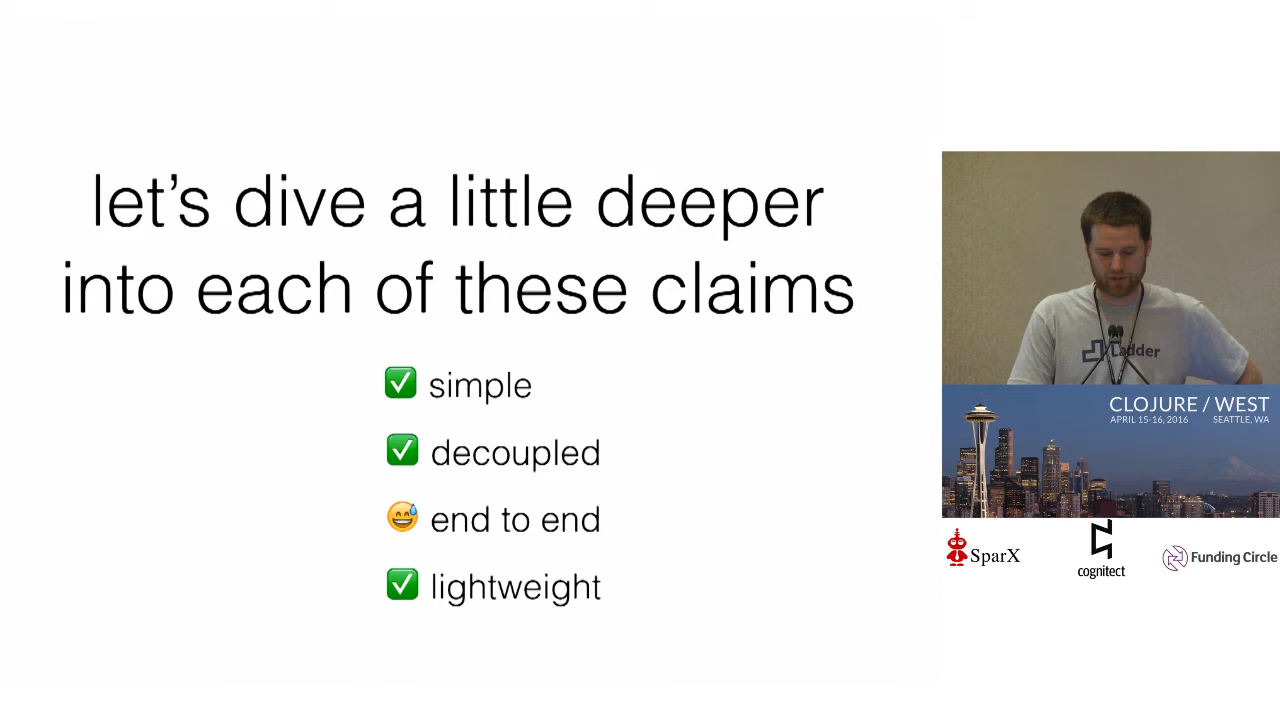 let’s dive a little deeper
into each of these claims
simple
decoupled
end to end
lightweight
Ladder
CLOJURE / WEST
APRIL 15-16, 2016 SEATTLE, WA
SparX
cognitect
Funding Circle